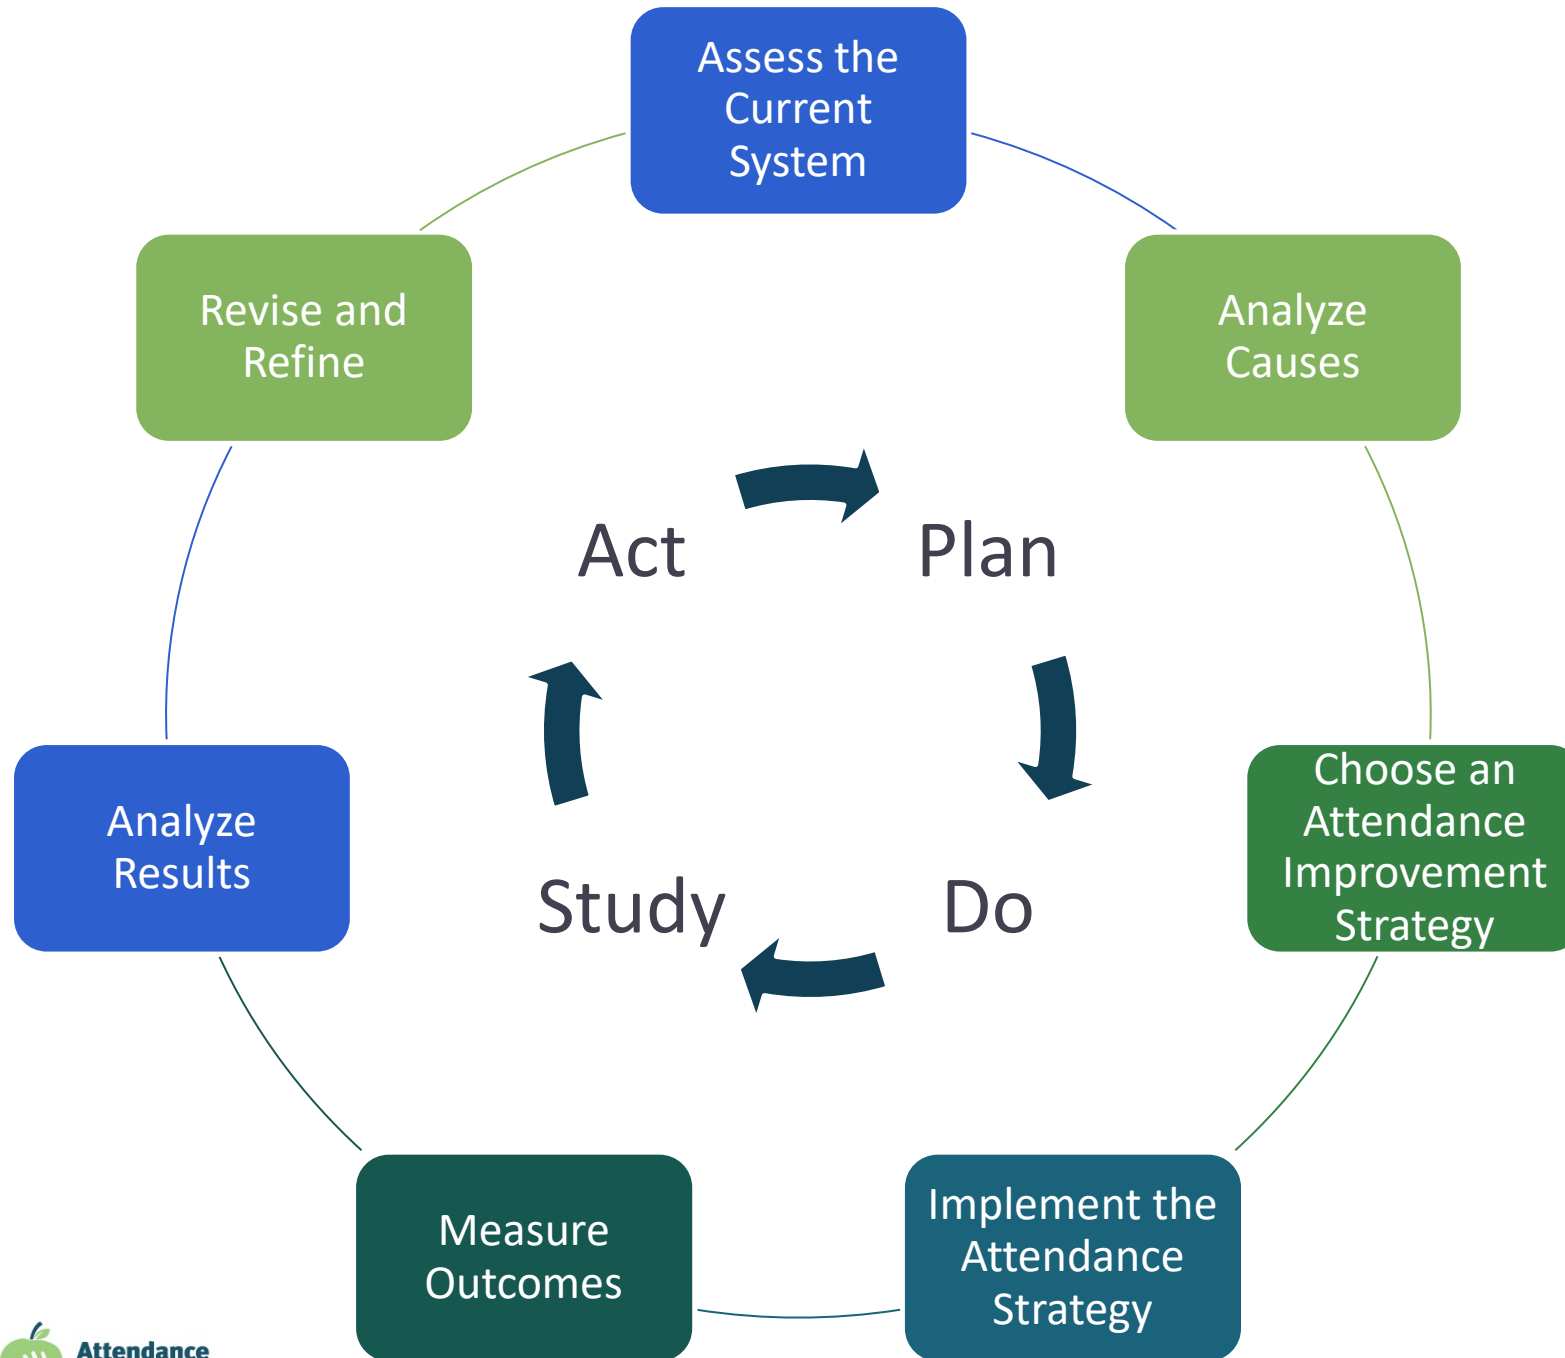 Assess the
Current
System
Analyze
Causes
Choose an
Attendance
Improvement
Strategy
Implement the
Attendance
Strategy
Measure
Outcomes
Analyze
Results
Revise and
Refine
Act
Plan
Do
Study
Attendance